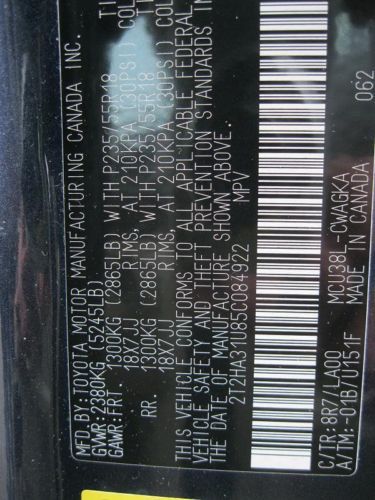 MFD.BY:TOYOTA MOTOR MANUFACTURING CANADA INC.
GVWR:2380KG (5245LB)
GAWR:FRT. 1300KG (2865LB) WITH P235/55R18
18X7JJ RIMS, AT 210KPA (30PSI) COL
RR. 1300KG (2865LB) WITH P235/55R18
18X7JJ RIMS, AT 210KPA (30PSI) COL
THIS VEHICLE CONFORMS TO ALL APPLICABLE FEDERAL
VEHICLE SAFETY AND THEFT PREVENTION STANDARDS
OF MANUFACTURE SHOWN ABOVE.
2T2HA31U85C084922 MPV
C/TR:8R7/LA00 MCU38L-CWAGKA
A/TM:-01B/U151F MADE IN CANADA
062